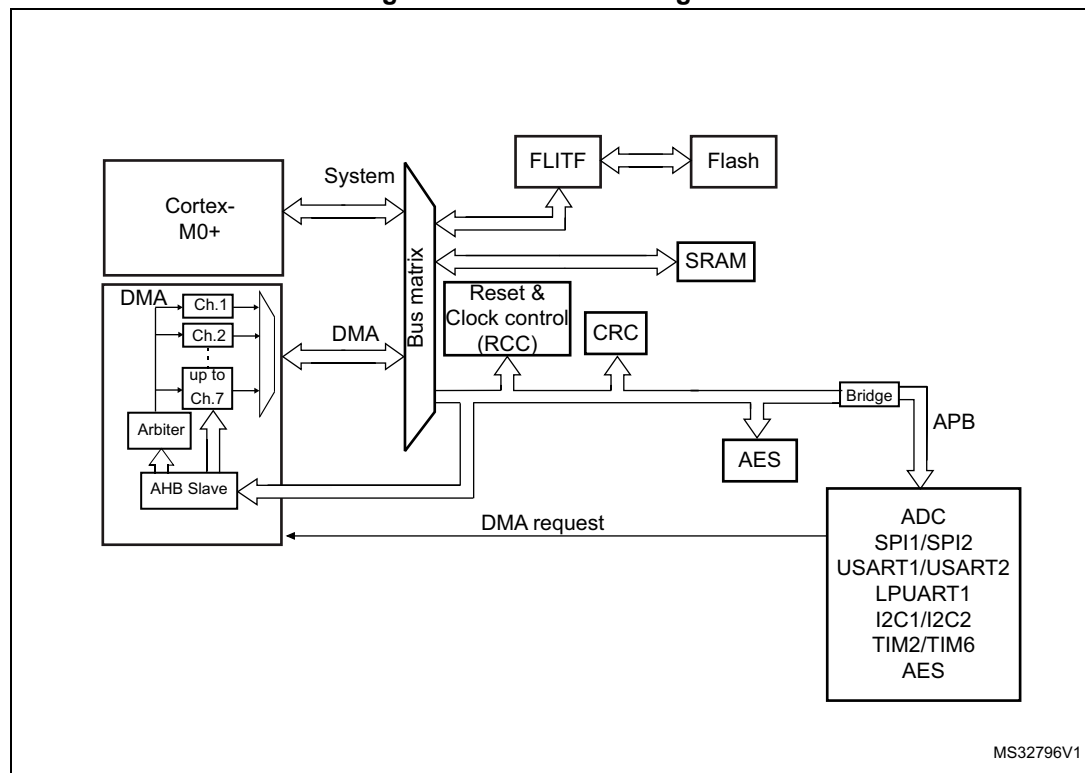 System
FLITF
Flash
Cortex-
M0+
Bus matrix
SRAM
DMA
Ch.1
Ch.2
up to
Ch.7
Arbiter
AHB Slave
DMA
Reset &
Clock control
(RCC)
CRC
Bridge
APB
AES
DMA request
ADC
SPI1/SPI2
USART1/USART2
LPUART1
I2C1/I2C2
TIM2/TIM6
AES
MS32796V1